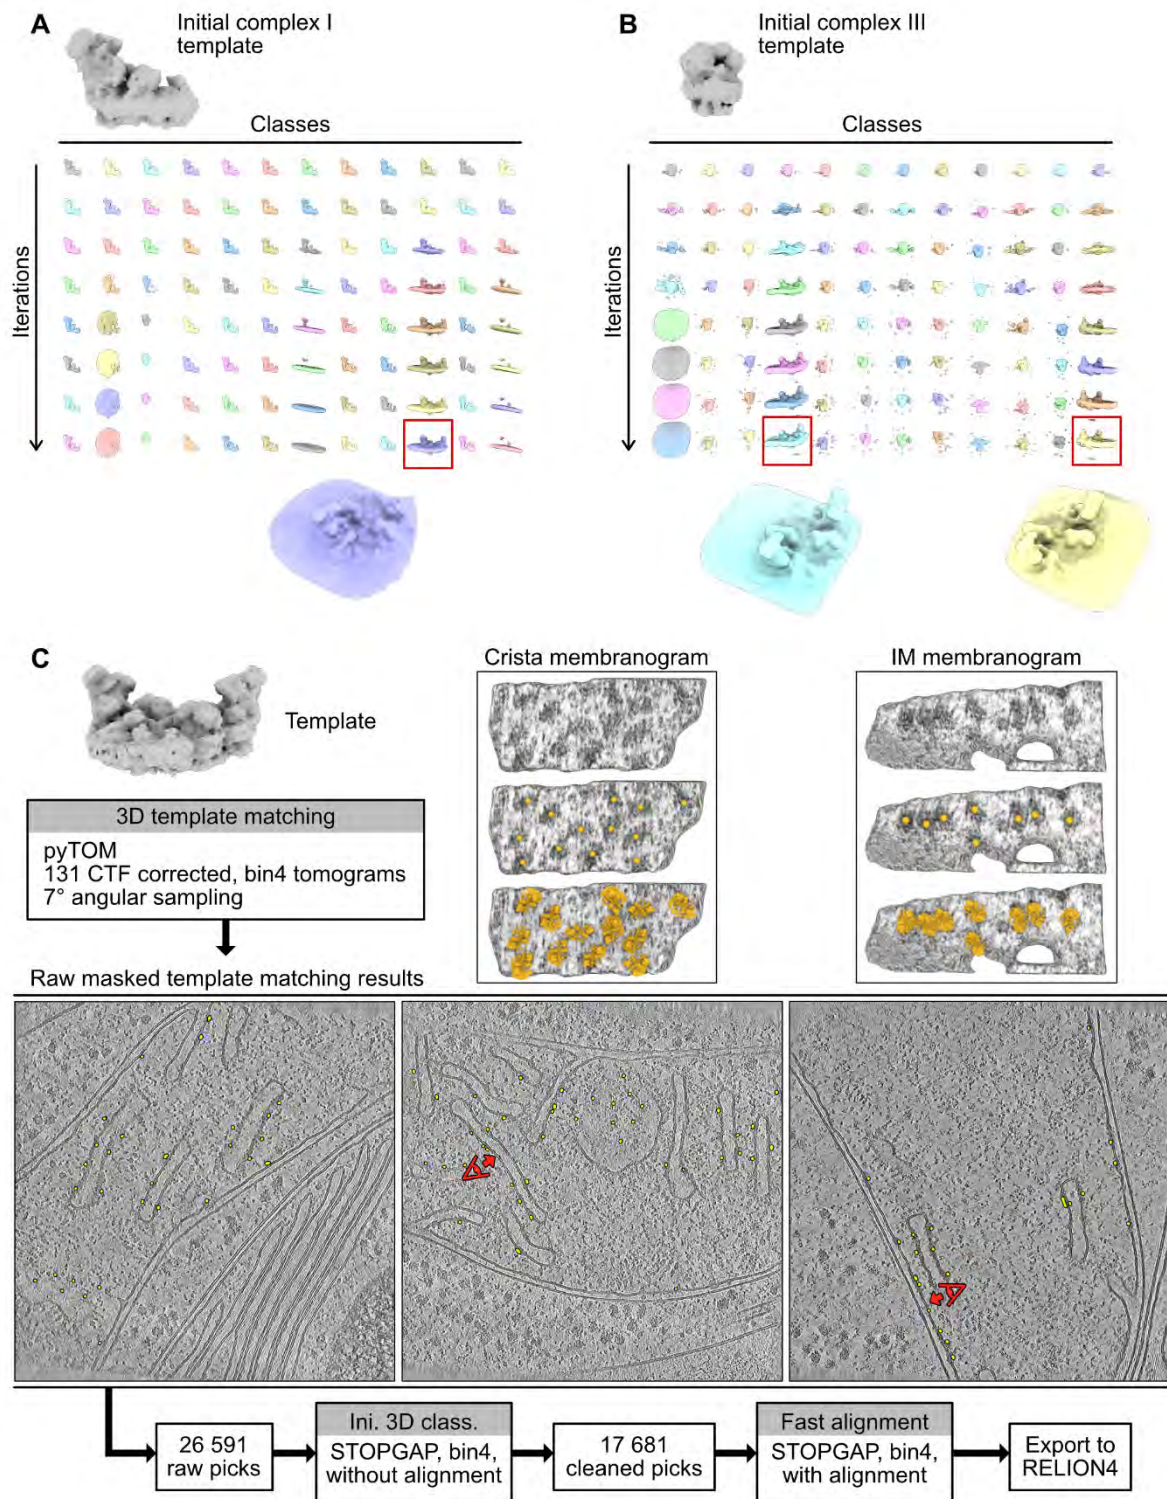 A
Initial complex I
template
Classes
Iterations
B
Initial complex III
template
Classes
Iterations
C
Template
3D template matching
pyTOM
131 CTF corrected, bin4 tomograms
7° angular sampling
Crista membranogram
IM membranogram
Raw masked template matching results
26 591
raw picks
Ini. 3D class.
STOPGAP, bin4,
without alignment
17 681
cleaned picks
Fast alignment
STOPGAP, bin4,
with alignment
Export to
RELION4